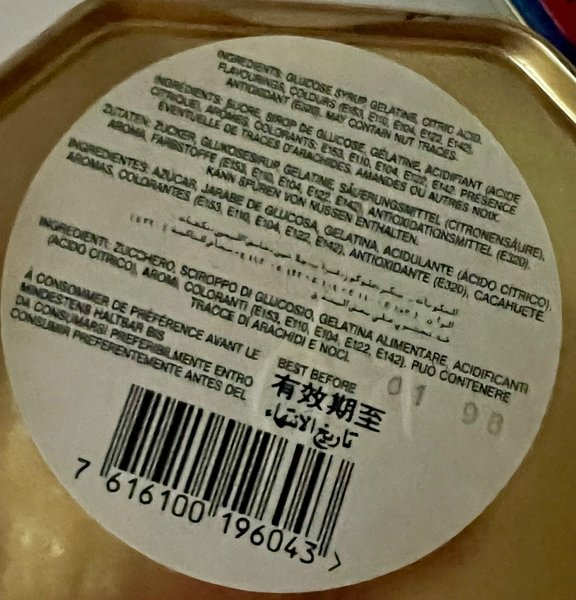 INGREDIENTS: GLUCOSE SYRUP, GELATINE, CITRIC ACID,
FLAVOURINGS, COLOURS (E153, E110, E104, E122, E142),
ANTIOXIDANT (E320). MAY CONTAIN NUT TRACES.
INGRÉDIENTS: SUCRE, SIROP DE GLUCOSE, GÉLATINE, ACIDIFIANT (ACIDE
CITRIQUE), ARÔMES, COLORANTS: E153, E110, E104, E122, E142. PRÉSENCE
ÉVENTUELLE DE TRACES D'ARACHIDES, AMANDES OU AUTRES NOIX.
ZUTATEN: ZUCKER, GLUKOSESIRUP, GELATINE, SÄUERUNGSMITTEL (CITRONENSÄURE),
AROMA, FARBSTOFFE (E153, E110, E104, E122, E142), ANTIOXIDATIONSMITTEL (E320).
KANN SPUREN VON NÜSSEN ENTHALTEN.
INGREDIENTES: AZÚCAR, JARABE DE GLUCOSA, GELATINA, ACIDULANTE (ÁCIDO CÍTRICO),
AROMAS, COLORANTES (E153, E110, E104, E122, E142), ANTIOXIDANTE (E320), CACAHUETE.
INGREDIENTI: ZUCCHERO, SCIROPPO DI GLUCOSIO, GELATINA ALIMENTARE, ACIDIFICANTI
(ACIDO CITRICO), AROMI, COLORANTI (E153, E110, E104, E122, E142). PUÒ CONTENERE
TRACCE DI ARACHIDI E NOCI.
À CONSOMMER DE PRÉFÉRENCE AVANT LE
MINDESTENS HALTBAR BIS
DA CONSUMARSI PREFERIBILMENTE ENTRO
CONSUMIR PREFERENTEMENTE ANTES DEL
BEST BEFORE 01 98
有效期至
تاريخ الانتهاء
7 616100 196043 >